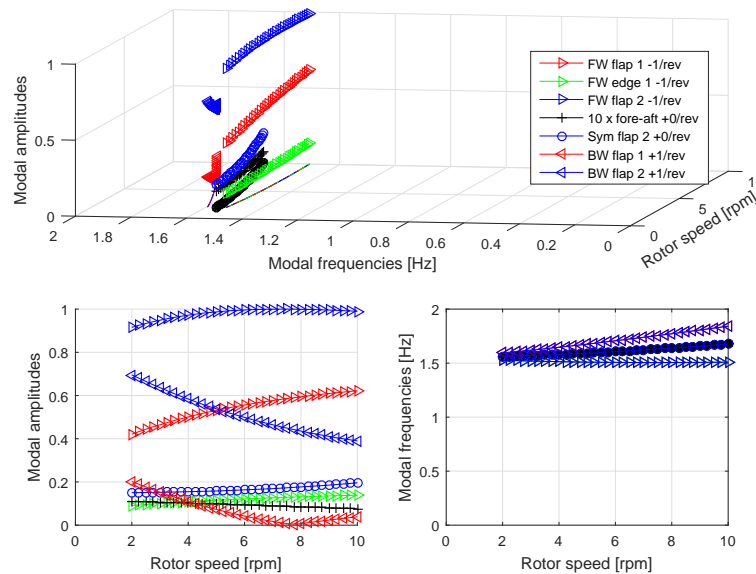 Modal amplitudes
1
0.5
0
2
1.8
1.6
1.4
1.2
1
0.8
0.6
0.4
0.2
0
Modal frequencies [Hz]
0
5
1
Rotor speed [rpm]
FW flap 1 -1/rev
FW edge 1 -1/rev
FW flap 2 -1/rev
10 x fore-aft +0/rev
Sym flap 2 +0/rev
BW flap 1 +1/rev
BW flap 2 +1/rev
Modal amplitudes
1
0.8
0.6
0.4
0.2
0
0
2
4
6
8
10
Rotor speed [rpm]
Modal frequencies [Hz]
2
1.5
1
0.5
0
0
2
4
6
8
10
Rotor speed [rpm]